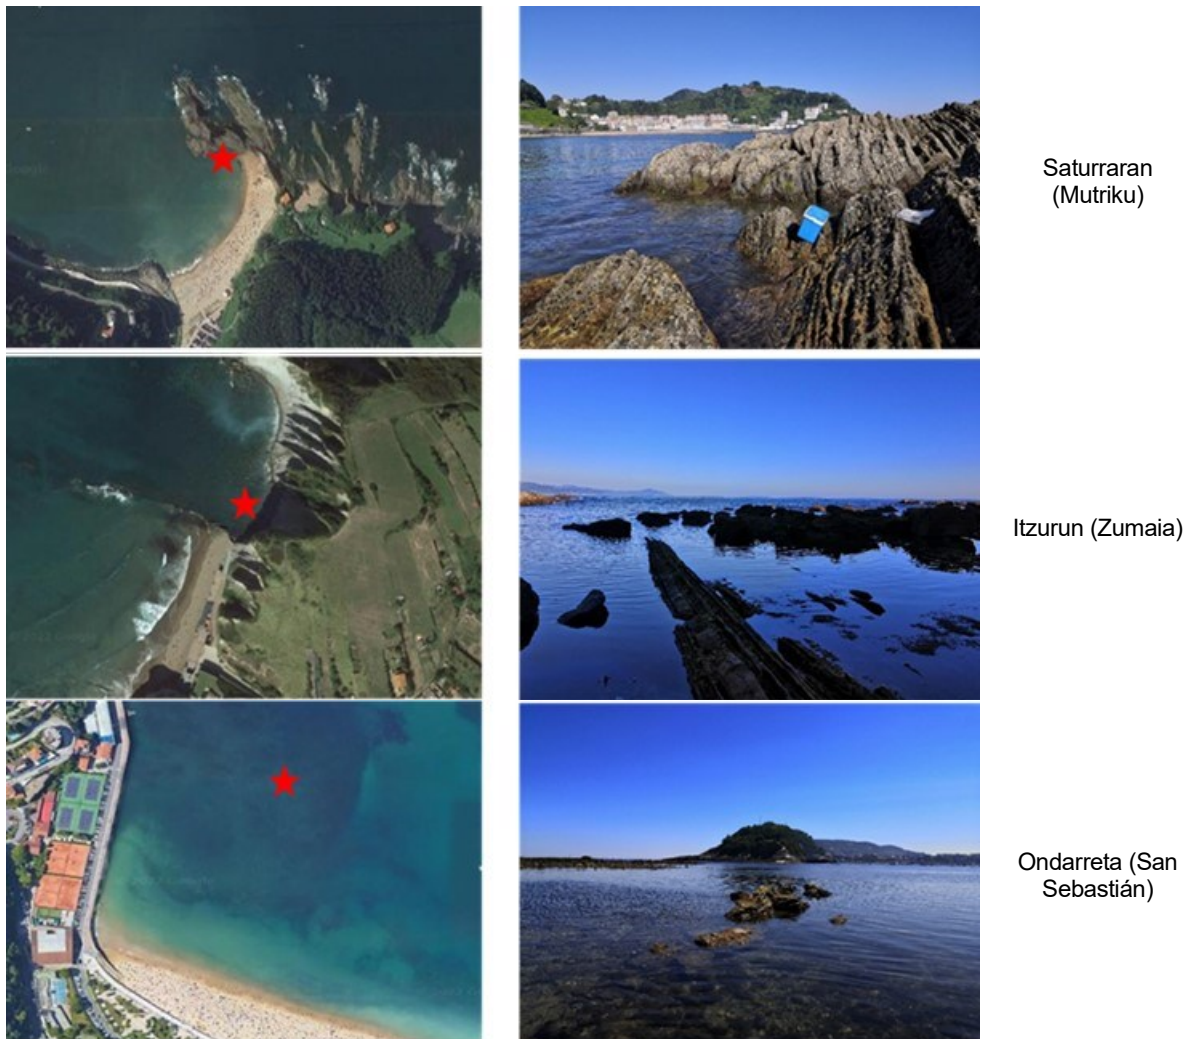 Saturraran
(Mutriku)
Itzurun (Zumaia)
Ondarreta (San
Sebastián)